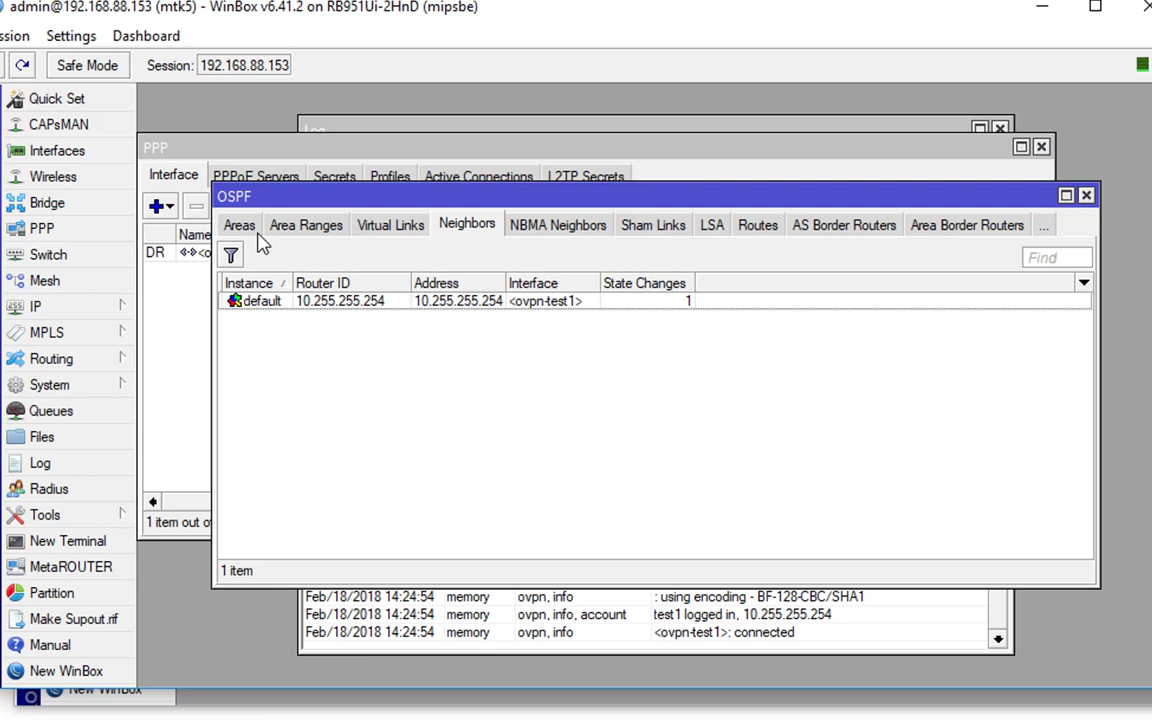 admin@192.168.88.153 (mtk5) - WinBox v6.41.2 on RB951Ui-2HnD (mipsbe)
ssion Settings Dashboard
Safe Mode Session: 192.168.88.153
Quick Set
CAPsMAN
Interfaces
Wireless
Bridge
PPP
Switch
Mesh
IP
MPLS
Routing
System
Queues
Files
Log
Radius
Tools
New Terminal
MetaROUTER
Partition
Make Supout.rif
Manual
New WinBox
New WinBox
Log
PPP
Interface PPPoE Servers Secrets Profiles Active Connections L2TP Secrets
Name
DR <o
1 item out o
OSPF
Areas Area Ranges Virtual Links Neighbors NBMA Neighbors Sham Links LSA Routes AS Border Routers Area Border Routers ...
Find
Instance Router ID Address Interface State Changes
default 10.255.255.254 10.255.255.254 <ovpn-test1> 1
1 item
Feb/18/2018 14:24:54 memory ovpn, info : using encoding - BF-128-CBC/SHA1
Feb/18/2018 14:24:54 memory ovpn, info, account test1 logged in, 10.255.255.254
Feb/18/2018 14:24:54 memory ovpn, info <ovpn-test1>: connected